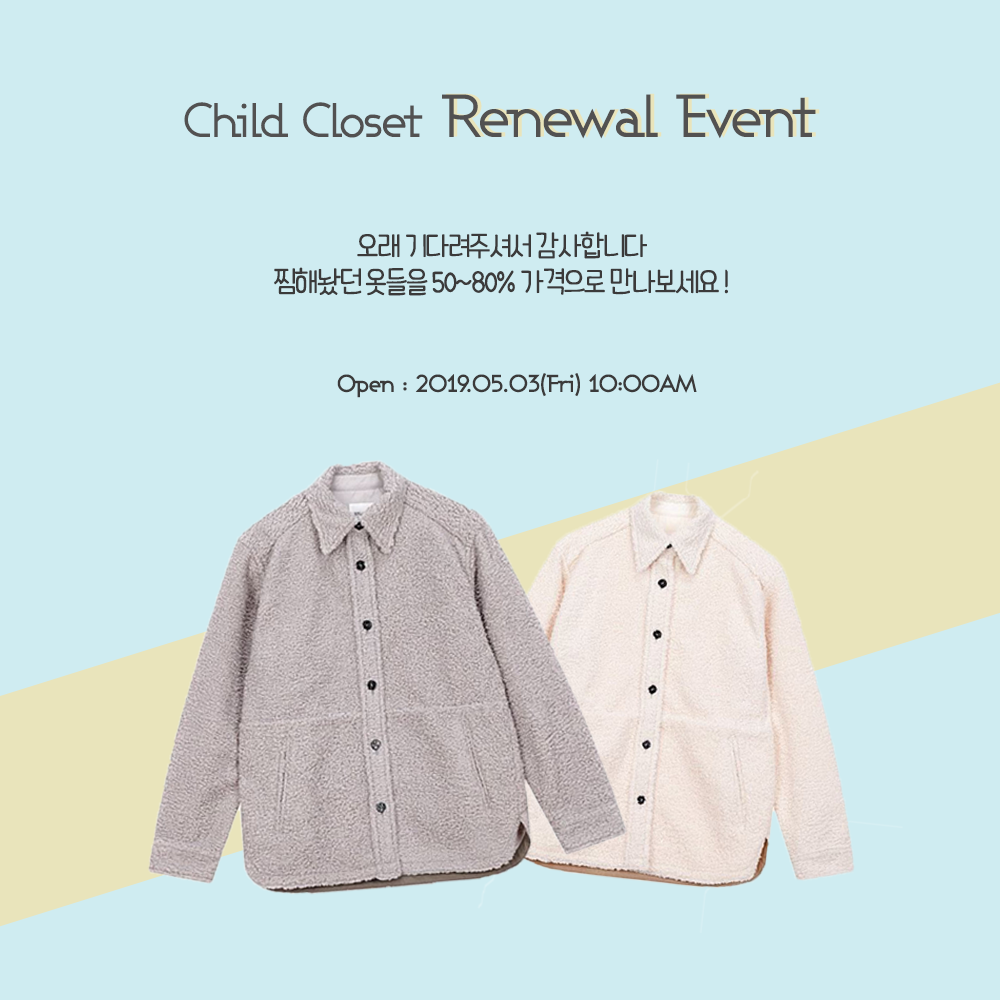 Child Closet Renewal Event
오래 기다려주셔서 감사합니다
찜해놨던 옷들을 50~80% 가격으로 만나보세요!
Open : 2019.05.03(Fri) 10:00AM